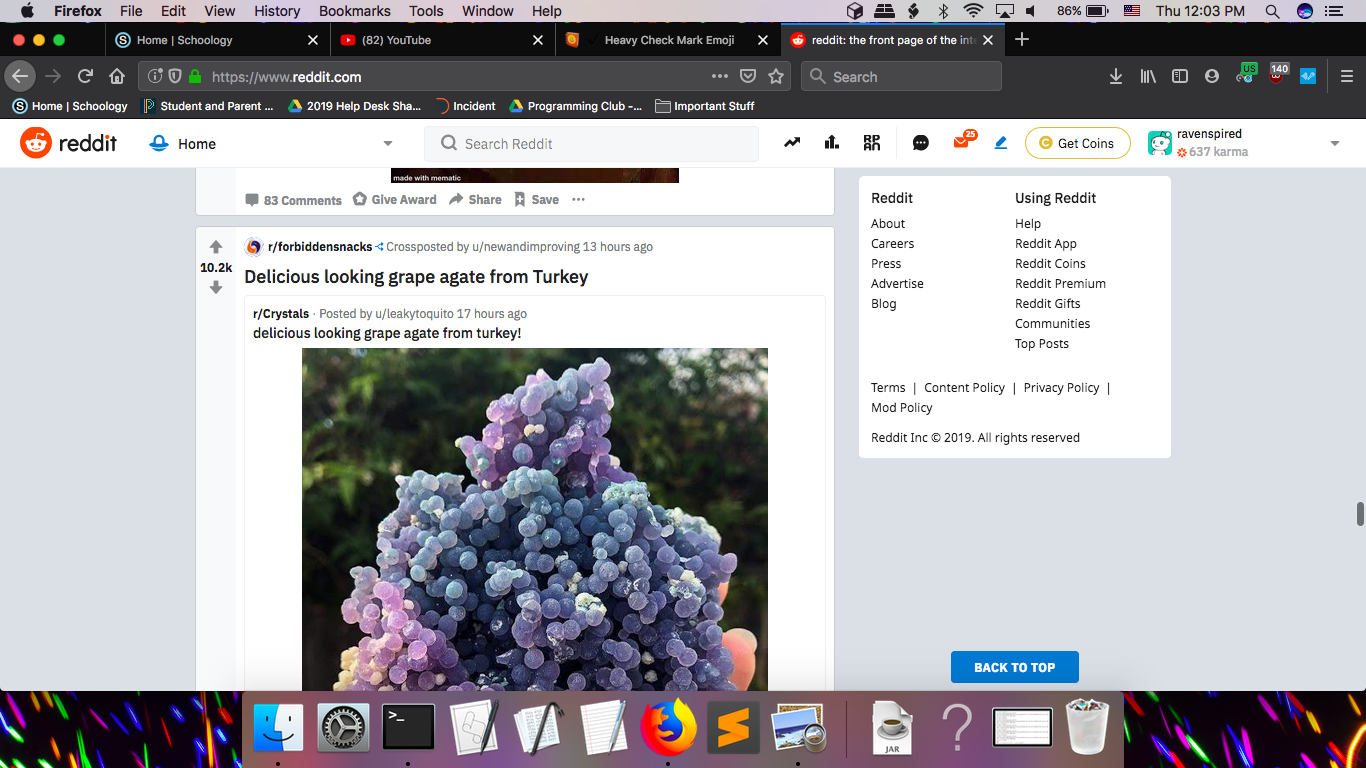 Firefox File Edit View History Bookmarks Tools Window Help 86% Thu 12:03 PM
Home | Schoology (82) YouTube Heavy Check Mark Emoji reddit: the front page of the inte
https://www.reddit.com Search US 140
Home | Schoology Student and Parent ... 2019 Help Desk Sha... Incident Programming Club -... Important Stuff
reddit Home Search Reddit 25 Get Coins ravenspired
637 karma
made with mematic
83 Comments Give Award Share Save
r/forbiddensnacks Crossposted by u/newandimproving 13 hours ago
10.2k
Delicious looking grape agate from Turkey
r/Crystals · Posted by u/leakytoquito 17 hours ago
delicious looking grape agate from turkey!
Reddit
About
Careers
Press
Advertise
Blog
Using Reddit
Help
Reddit App
Reddit Coins
Reddit Premium
Reddit Gifts
Communities
Top Posts
Terms | Content Policy | Privacy Policy |
Mod Policy
Reddit Inc © 2019. All rights reserved
BACK TO TOP
>_
JAR